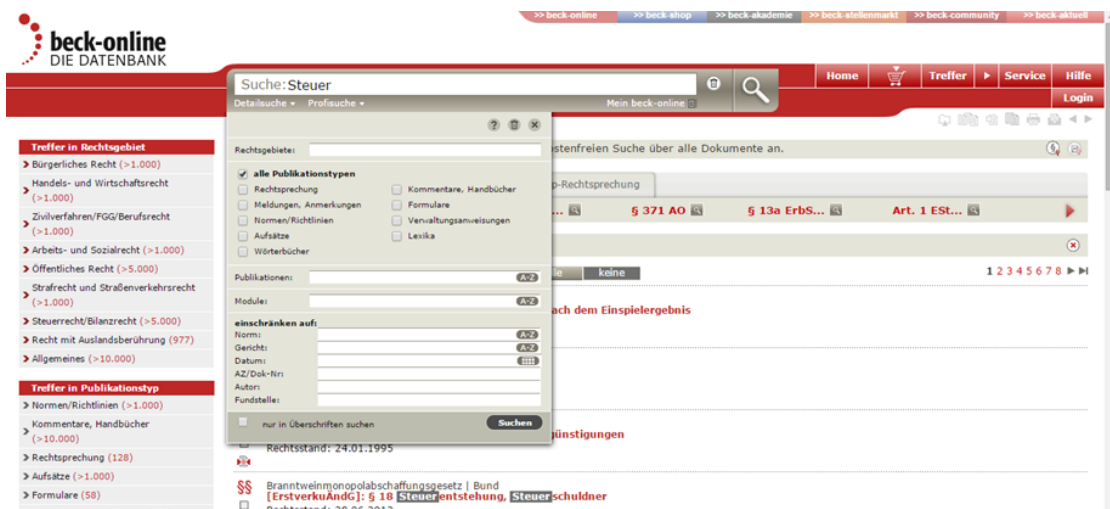 >> beck-online >> beck-shop >> beck-akademie >> beck-stellenmarkt >> beck-community >> beck-aktuell
beck-online
DIE DATENBANK
Suche: Steuer
Home Treffer Service Hilfe
Detailsuche Profisuche Mein beck-online
Login
Treffer in Rechtsgebiet
Bürgerliches Recht (>1.000)
Handels- und Wirtschaftsrecht
(>1.000)
Zivilverfahren/FGG/Berufsrecht
(>1.000)
Arbeits- und Sozialrecht (>1.000)
Öffentliches Recht (>5.000)
Strafrecht und Straßenverkehrsrecht
(>1.000)
Steuerrecht/Bilanzrecht (>5.000)
Recht mit Auslandsberührung (977)
Allgemeines (>10.000)
Treffer in Publikationstyp
Normen/Richtlinien (>1.000)
Kommentare, Handbücher
(>10.000)
Rechtsprechung (128)
Aufsätze (>1.000)
Formulare (58)
Rechtsgebiete:
alle Publikationstypen
Rechtsprechung Kommentare, Handbücher
Meldungen, Anmerkungen Formulare
Normen/Richtlinien Verwaltungsanweisungen
Aufsätze Lexika
Wörterbücher
Publikationen: A-Z
Module: A-Z
einschränken auf:
Norm: A-Z
Gericht: A-Z
Datum:
AZ/Dok-Nr:
Autor:
Fundstelle:
nur in Überschriften suchen Suchen
stenfreien Suche über alle Dokumente an.
p-Rechtsprechung
... § 371 AO § 13a ErbS... Art. 1 ESt...
le keine 1 2 3 4 5 6 7 8
ach dem Einspielergebnis
günstigungen
Rechtsstand: 24.01.1995
§§ Branntweinmonopolabschaffungsgesetz | Bund
[ErstverkuÄndG]: § 18 Steuerentstehung, Steuerschuldner